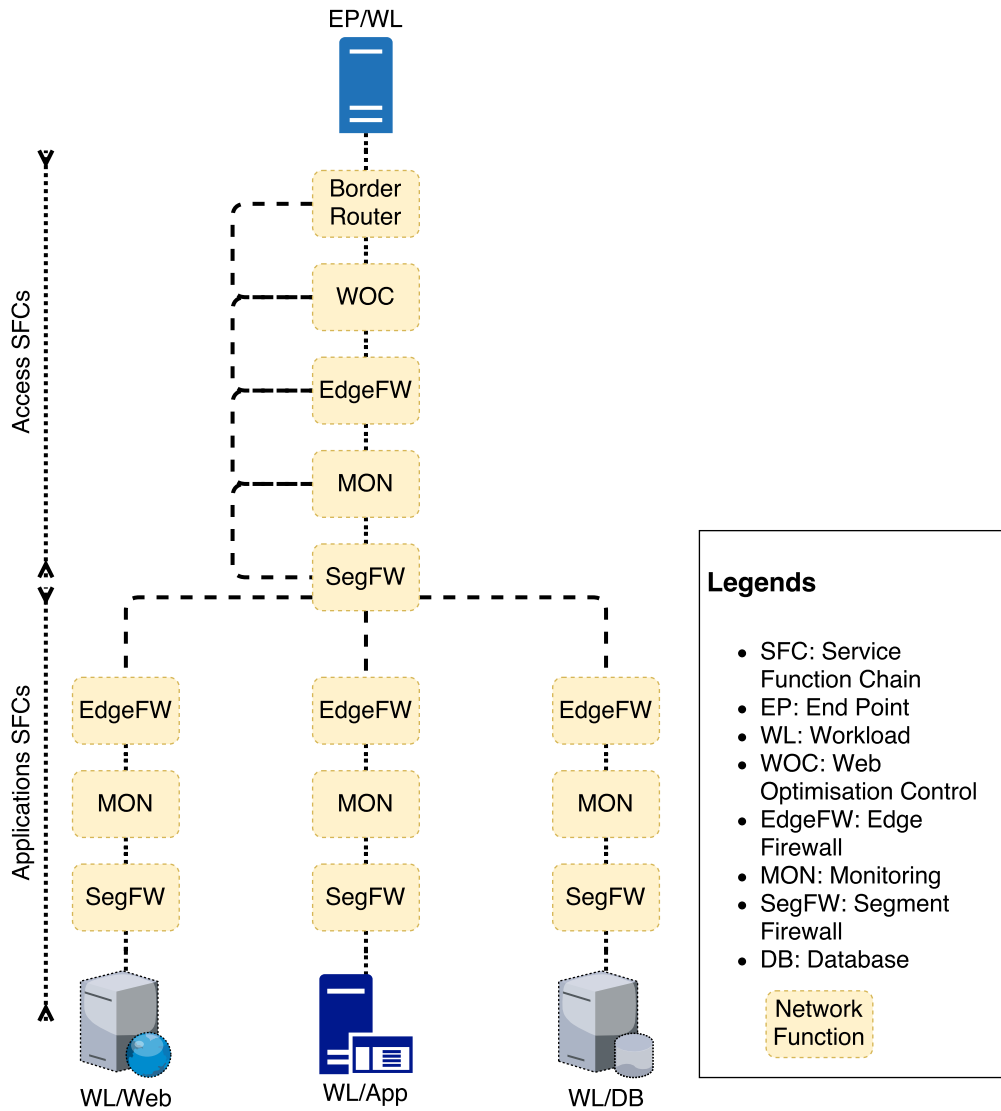 EP/WL
Access SFCs
Border
Router
WOC
EdgeFW
MON
SegFW
Applications SFCs
EdgeFW
EdgeFW
EdgeFW
MON
MON
MON
SegFW
SegFW
SegFW
WL/Web
WL/App
WL/DB
Legends
• SFC: Service
Function Chain
• EP: End Point
• WL: Workload
• WOC: Web
Optimisation Control
• EdgeFW: Edge
Firewall
• MON: Monitoring
• SegFW: Segment
Firewall
• DB: Database
Network
Function